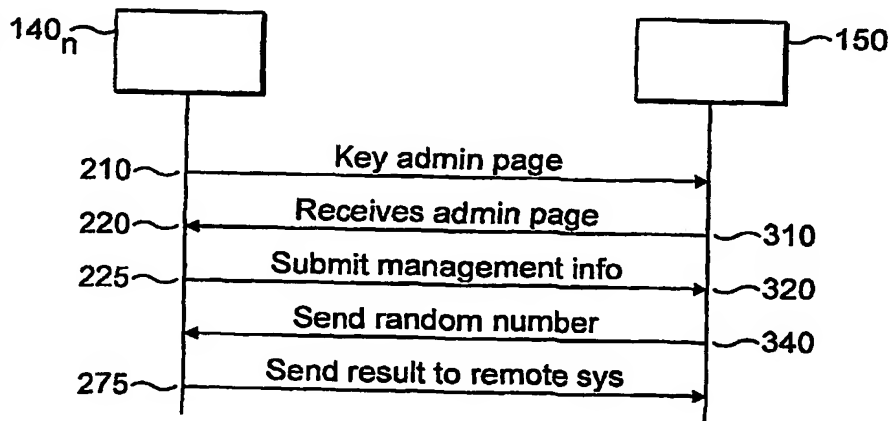 140n
150
210 Key admin page
220 Receives admin page 310
225 Submit management info 320
Send random number 340
275 Send result to remote sys